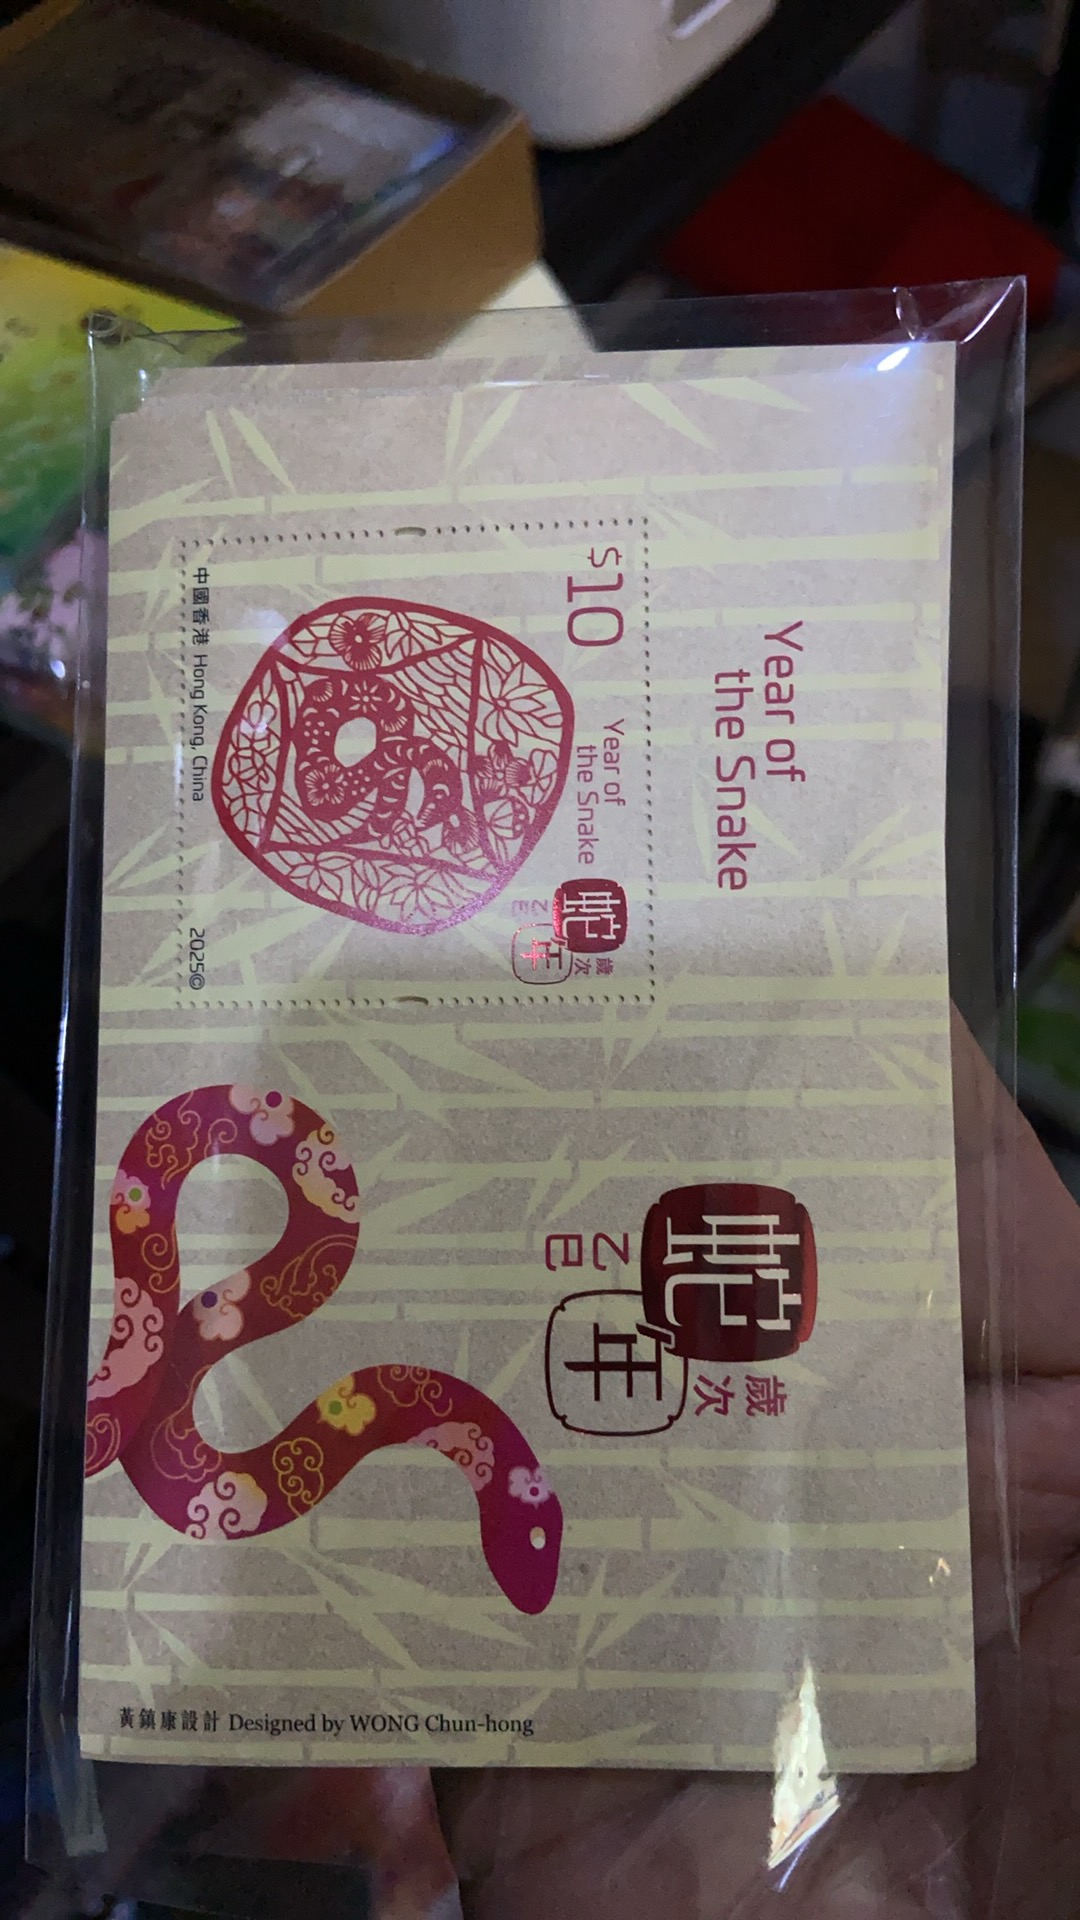 Year of
the Snake
$10
Year of
the Snake
蛇年
歲次
乙巳
中國香港 Hong Kong, China
2025©
蛇年
歲次
乙巳
黃鎮康設計 Designed by WONG Chun-hong